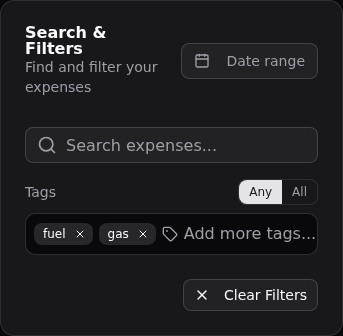 Search &
Filters
Find and filter your
expenses
Date range
Search expenses...
Tags
Any
All
fuel
gas
Add more tags...
Clear Filters